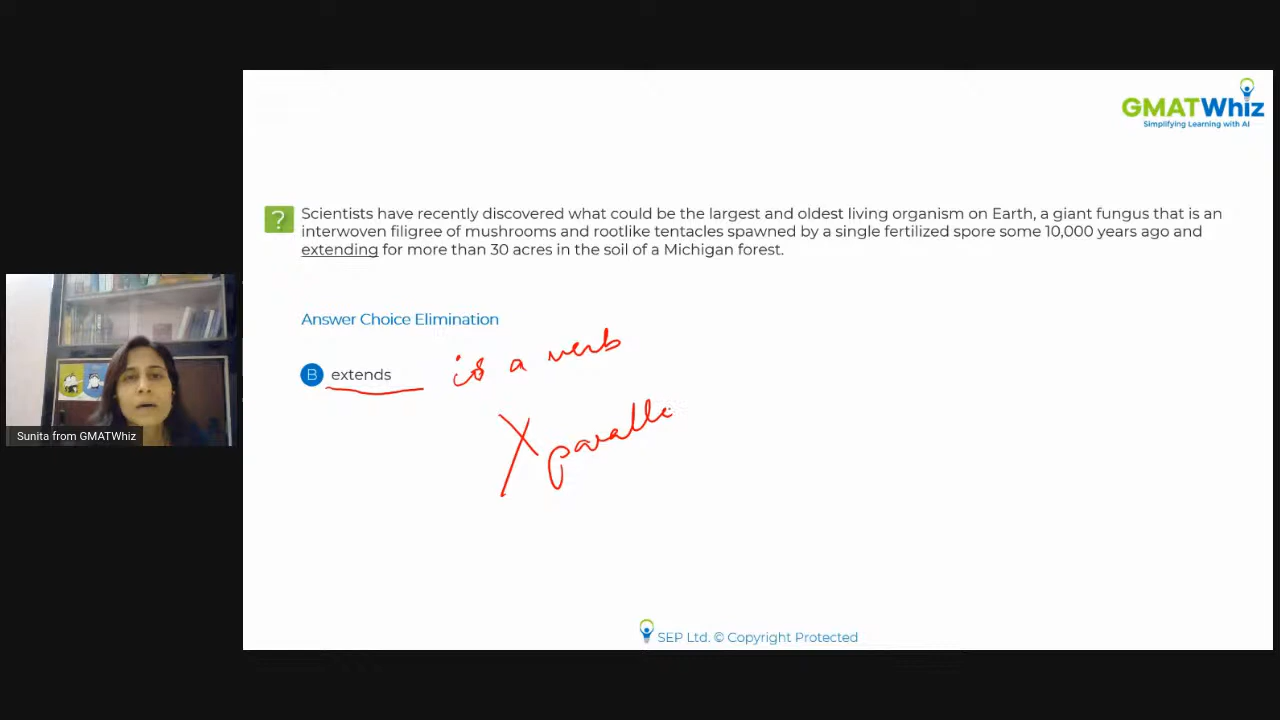 GMATWhiz
Simplifying Learning with AI
? Scientists have recently discovered what could be the largest and oldest living organism on Earth, a giant fungus that is an
interwoven filigree of mushrooms and rootlike tentacles spawned by a single fertilized spore some 10,000 years ago and
extending for more than 30 acres in the soil of a Michigan forest.
Answer Choice Elimination
B extends is a verb
X paralle
Sunita from GMATWhiz
SEP Ltd. © Copyright Protected